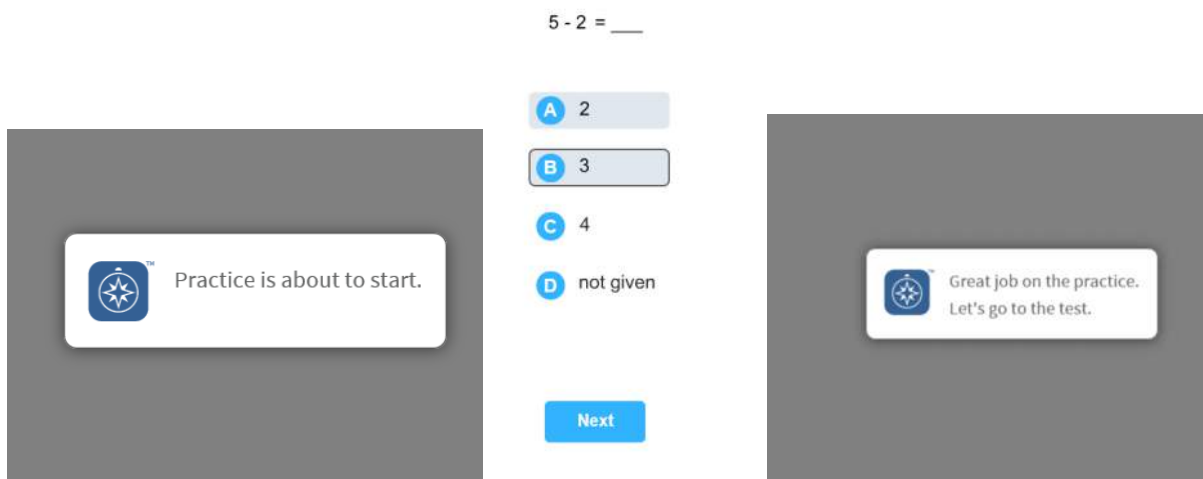 Practice is about to start.
5 - 2 = ___
A 2
B 3
C 4
D not given
Next
Great job on the practice.
Let's go to the test.